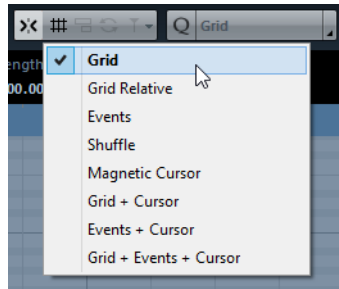 Q Grid
ength
00.00
Grid
Grid Relative
Events
Shuffle
Magnetic Cursor
Grid + Cursor
Events + Cursor
Grid + Events + Cursor